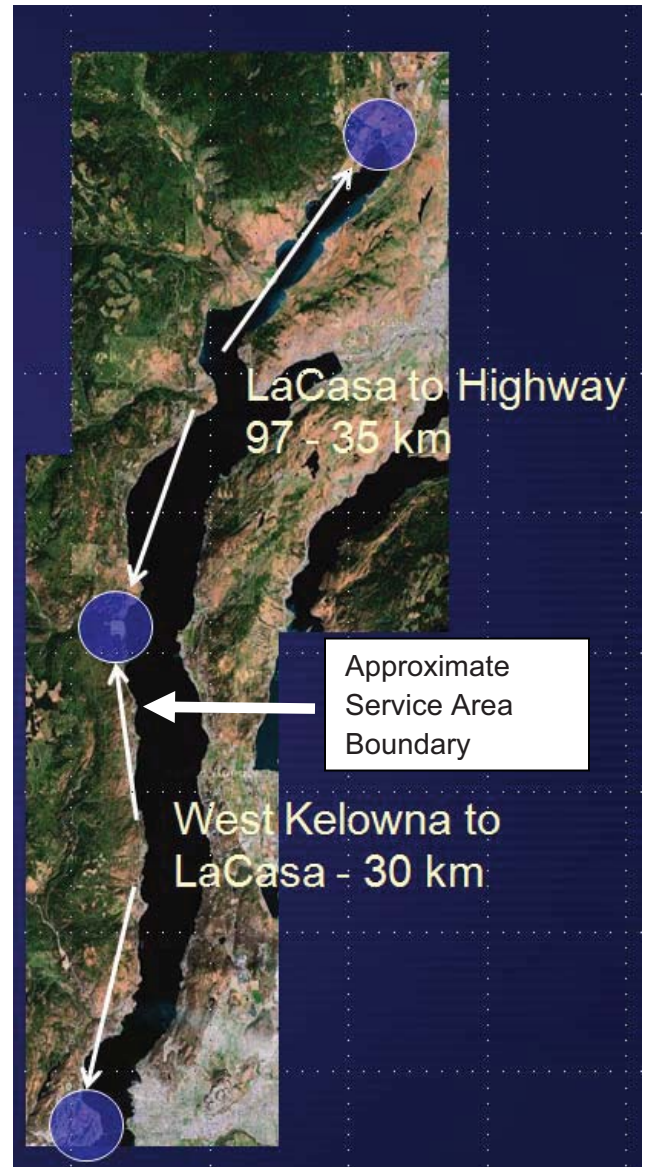 LaCasa to Highway
97 - 35 km
Approximate
Service Area
Boundary
West Kelowna to
LaCasa - 30 km